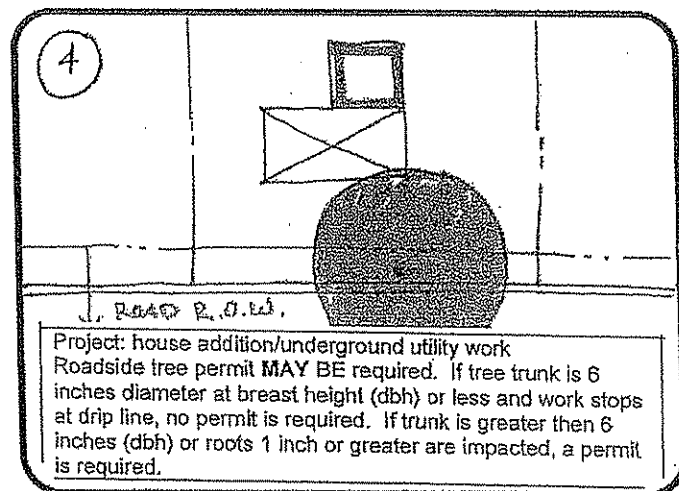 4
ROAD R.O.W.
Project: house addition/underground utility work
Roadside tree permit MAY BE required. If tree trunk is 6
inches diameter at breast height (dbh) or less and work stops
at drip line, no permit is required. If trunk is greater then 6
inches (dbh) or roots 1 inch or greater are impacted, a permit
is required.